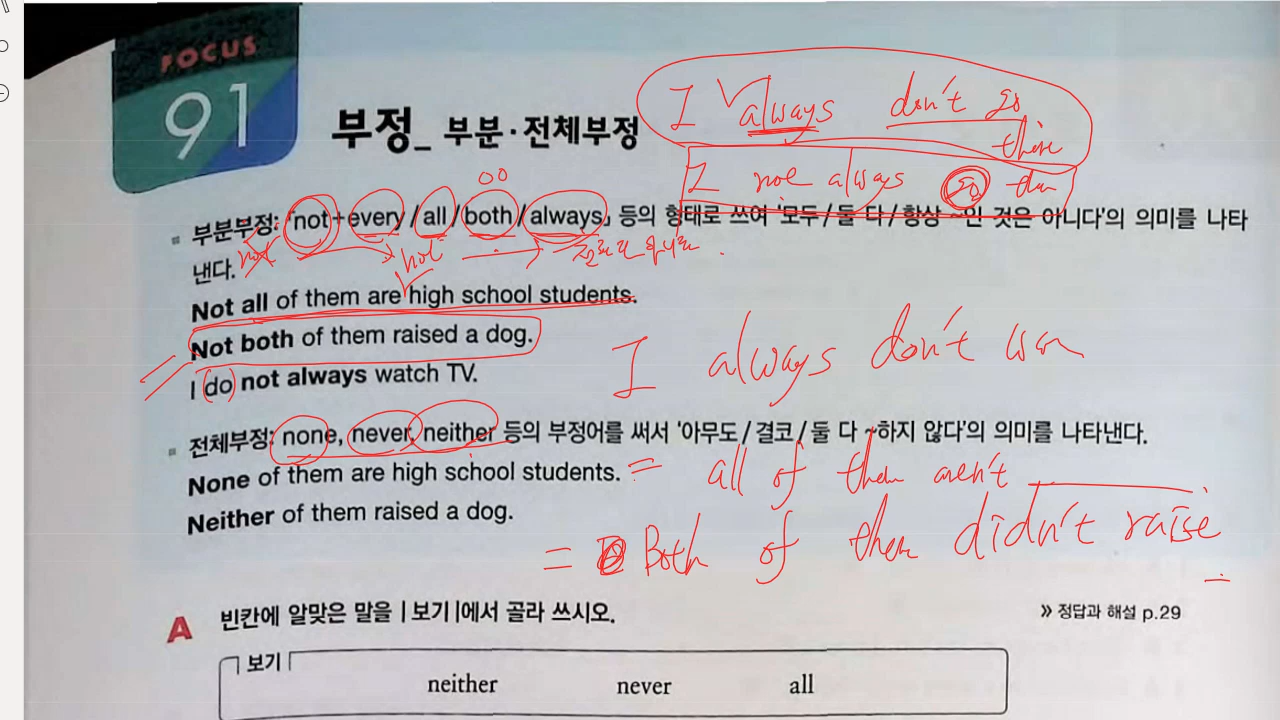 FOCUS
91
부정_ 부분·전체부정
I always don't go
there
I not always go
부분부정: 「not+every/all/both/always」 등의 형태로 쓰여 '모두/둘 다/항상 ~인 것은 아니다'의 의미를 나타
not
not
낸다.
Not all of them are high school students.
Not both of them raised a dog.
I always don't
I do not always watch TV.
전체부정: none, never, neither 등의 부정어를 써서 '아무도/결코/둘 다 ~하지 않다'의 의미를 나타낸다.
None of them are high school students. = all of them aren't
Neither of them raised a dog.
= Both of them didn't raise
A 빈칸에 알맞은 말을 |보기|에서 골라 쓰시오.
» 정답과 해설 p.29
보기
neither never all